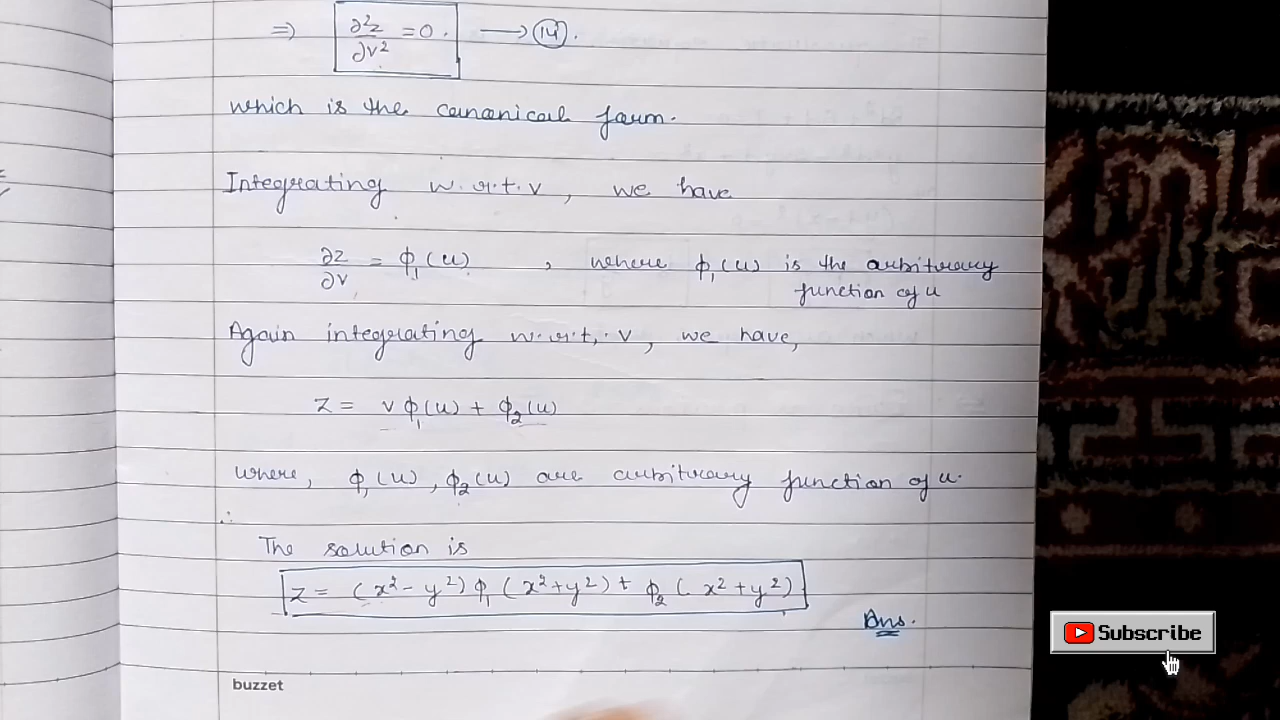 ⇒ ∂²z/∂v² = 0. → (14).
which is the canonical form.
Integrating w.r.t. v, we have
∂z/∂v = ϕ₁(u) , where ϕ₁(u) is the arbitrary
function of u
Again integrating w.r.t. v, we have,
z = vϕ₁(u) + ϕ₂(u)
where, ϕ₁(u), ϕ₂(u) are arbitrary function of u.
∴
The solution is
z = (x² - y²) ϕ₁ (x² + y²) + ϕ₂ (x² + y²)
Ans.
Subscribe
buzzet